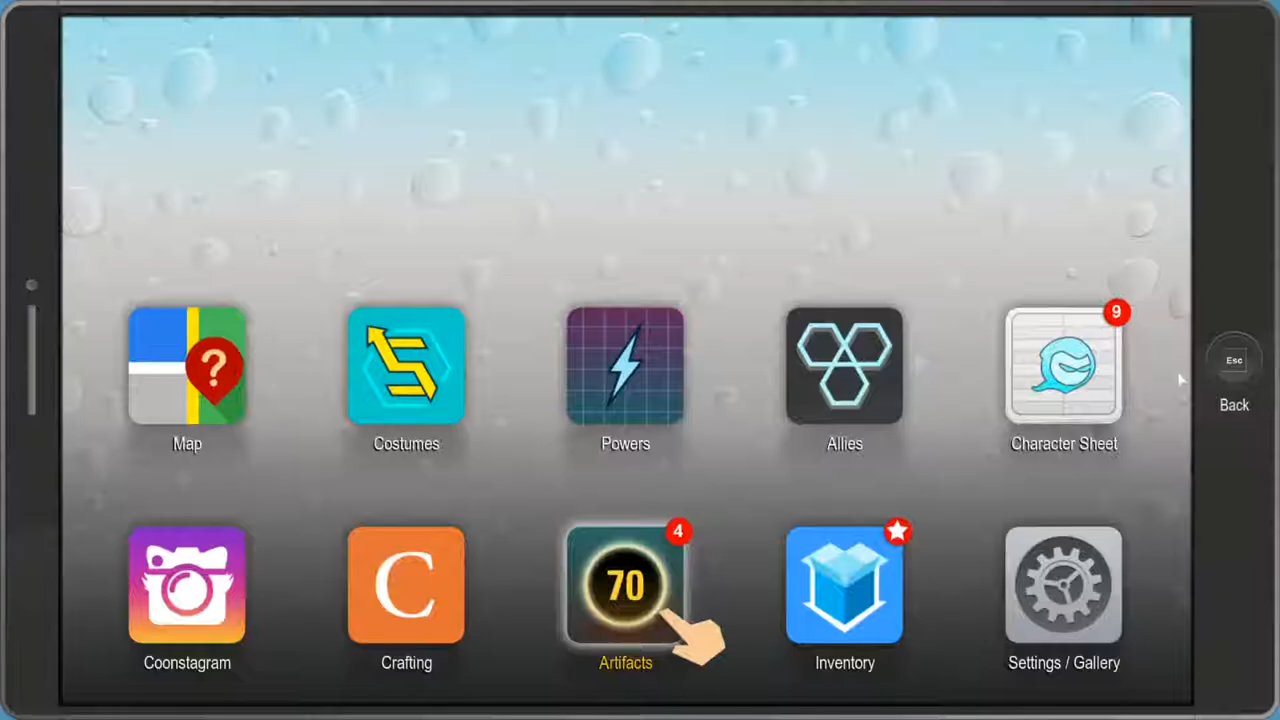 9
?
Esc
Map
Costumes
Powers
Allies
Character Sheet
Back
4
C
70
Coonstagram
Crafting
Artifacts
Inventory
Settings / Gallery